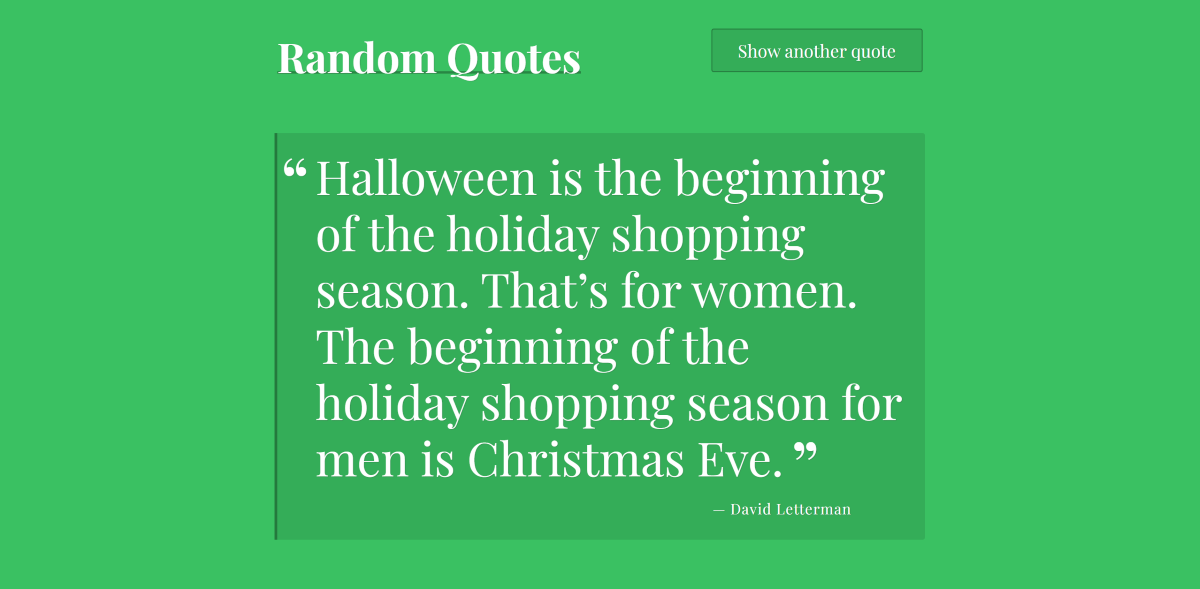 Random Quotes
Show another quote
“ Halloween is the beginning
of the holiday shopping
season. That’s for women.
The beginning of the
holiday shopping season for
men is Christmas Eve. ”
— David Letterman